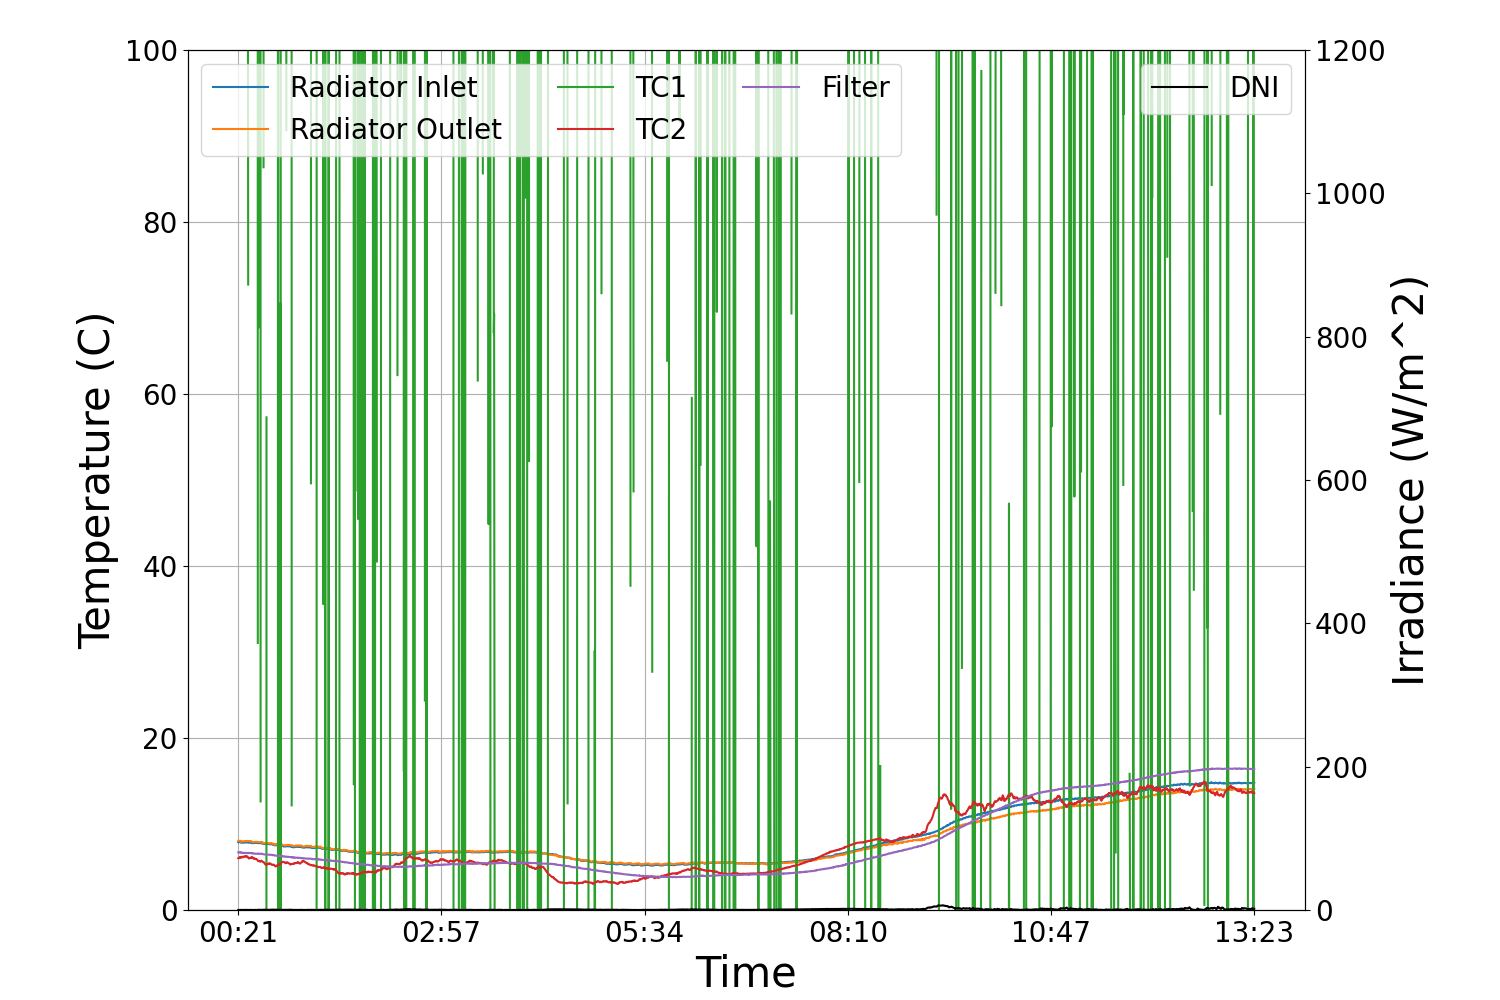 100
80
60
40
20
0
Temperature (C)
Radiator Inlet
Radiator Outlet
TC1
TC2
Filter
DNI
1200
1000
800
600
400
200
0
Irradiance (W/m^2)
00:21
02:57
05:34
08:10
10:47
13:23
Time